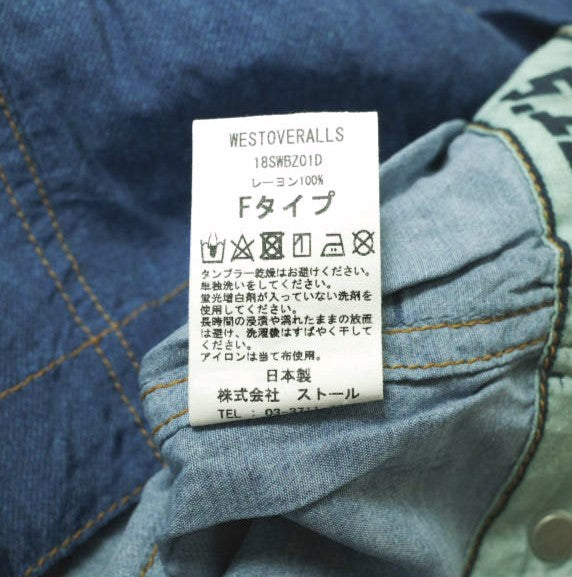 WESTOVERALLS
18SWBZ01D
レーヨン100%
Fタイプ
タンブラー乾燥はお避けください。
単独洗いをしてください。
蛍光増白剤が入っていない洗剤を
使用してください。
長時間の浸漬や濡れたままの放置
は避け、洗濯後はすばやく干して
ください。
アイロンは当て布使用。
日本製
株式会社 ストール
TEL : 03-3711-